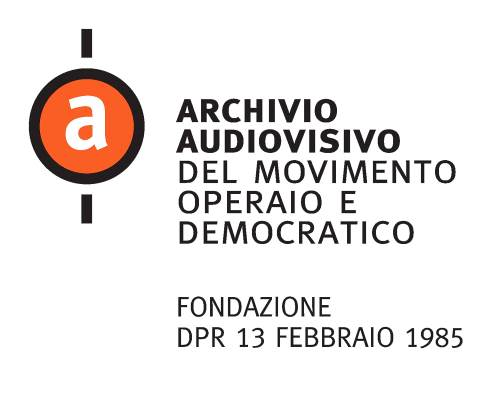 a
ARCHIVIO
AUDIOVISIVO
DEL MOVIMENTO
OPERAIO E
DEMOCRATICO
FONDAZIONE
DPR 13 FEBBRAIO 1985